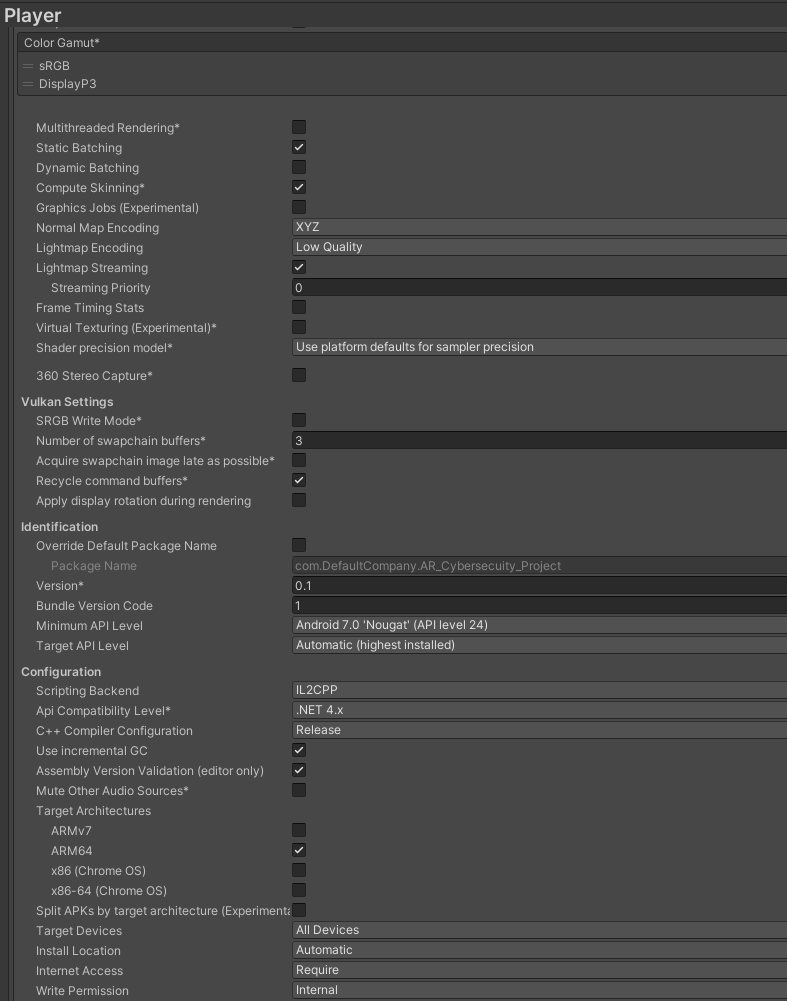 Player
Color Gamut*
sRGB
DisplayP3
Multithreaded Rendering*
Static Batching
Dynamic Batching
Compute Skinning*
Graphics Jobs (Experimental)
Normal Map Encoding XYZ
Lightmap Encoding Low Quality
Lightmap Streaming
Streaming Priority 0
Frame Timing Stats
Virtual Texturing (Experimental)*
Shader precision model* Use platform defaults for sampler precision
360 Stereo Capture*
Vulkan Settings
SRGB Write Mode*
Number of swapchain buffers* 3
Acquire swapchain image late as possible*
Recycle command buffers*
Apply display rotation during rendering
Identification
Override Default Package Name
Package Name com.DefaultCompany.AR_Cybersecuity_Project
Version* 0.1
Bundle Version Code 1
Minimum API Level Android 7.0 'Nougat' (API level 24)
Target API Level Automatic (highest installed)
Configuration
Scripting Backend IL2CPP
Api Compatibility Level* .NET 4.x
C++ Compiler Configuration Release
Use incremental GC
Assembly Version Validation (editor only)
Mute Other Audio Sources*
Target Architectures
ARMv7
ARM64
x86 (Chrome OS)
x86-64 (Chrome OS)
Split APKs by target architecture (Experimenta
Target Devices All Devices
Install Location Automatic
Internet Access Require
Write Permission Internal